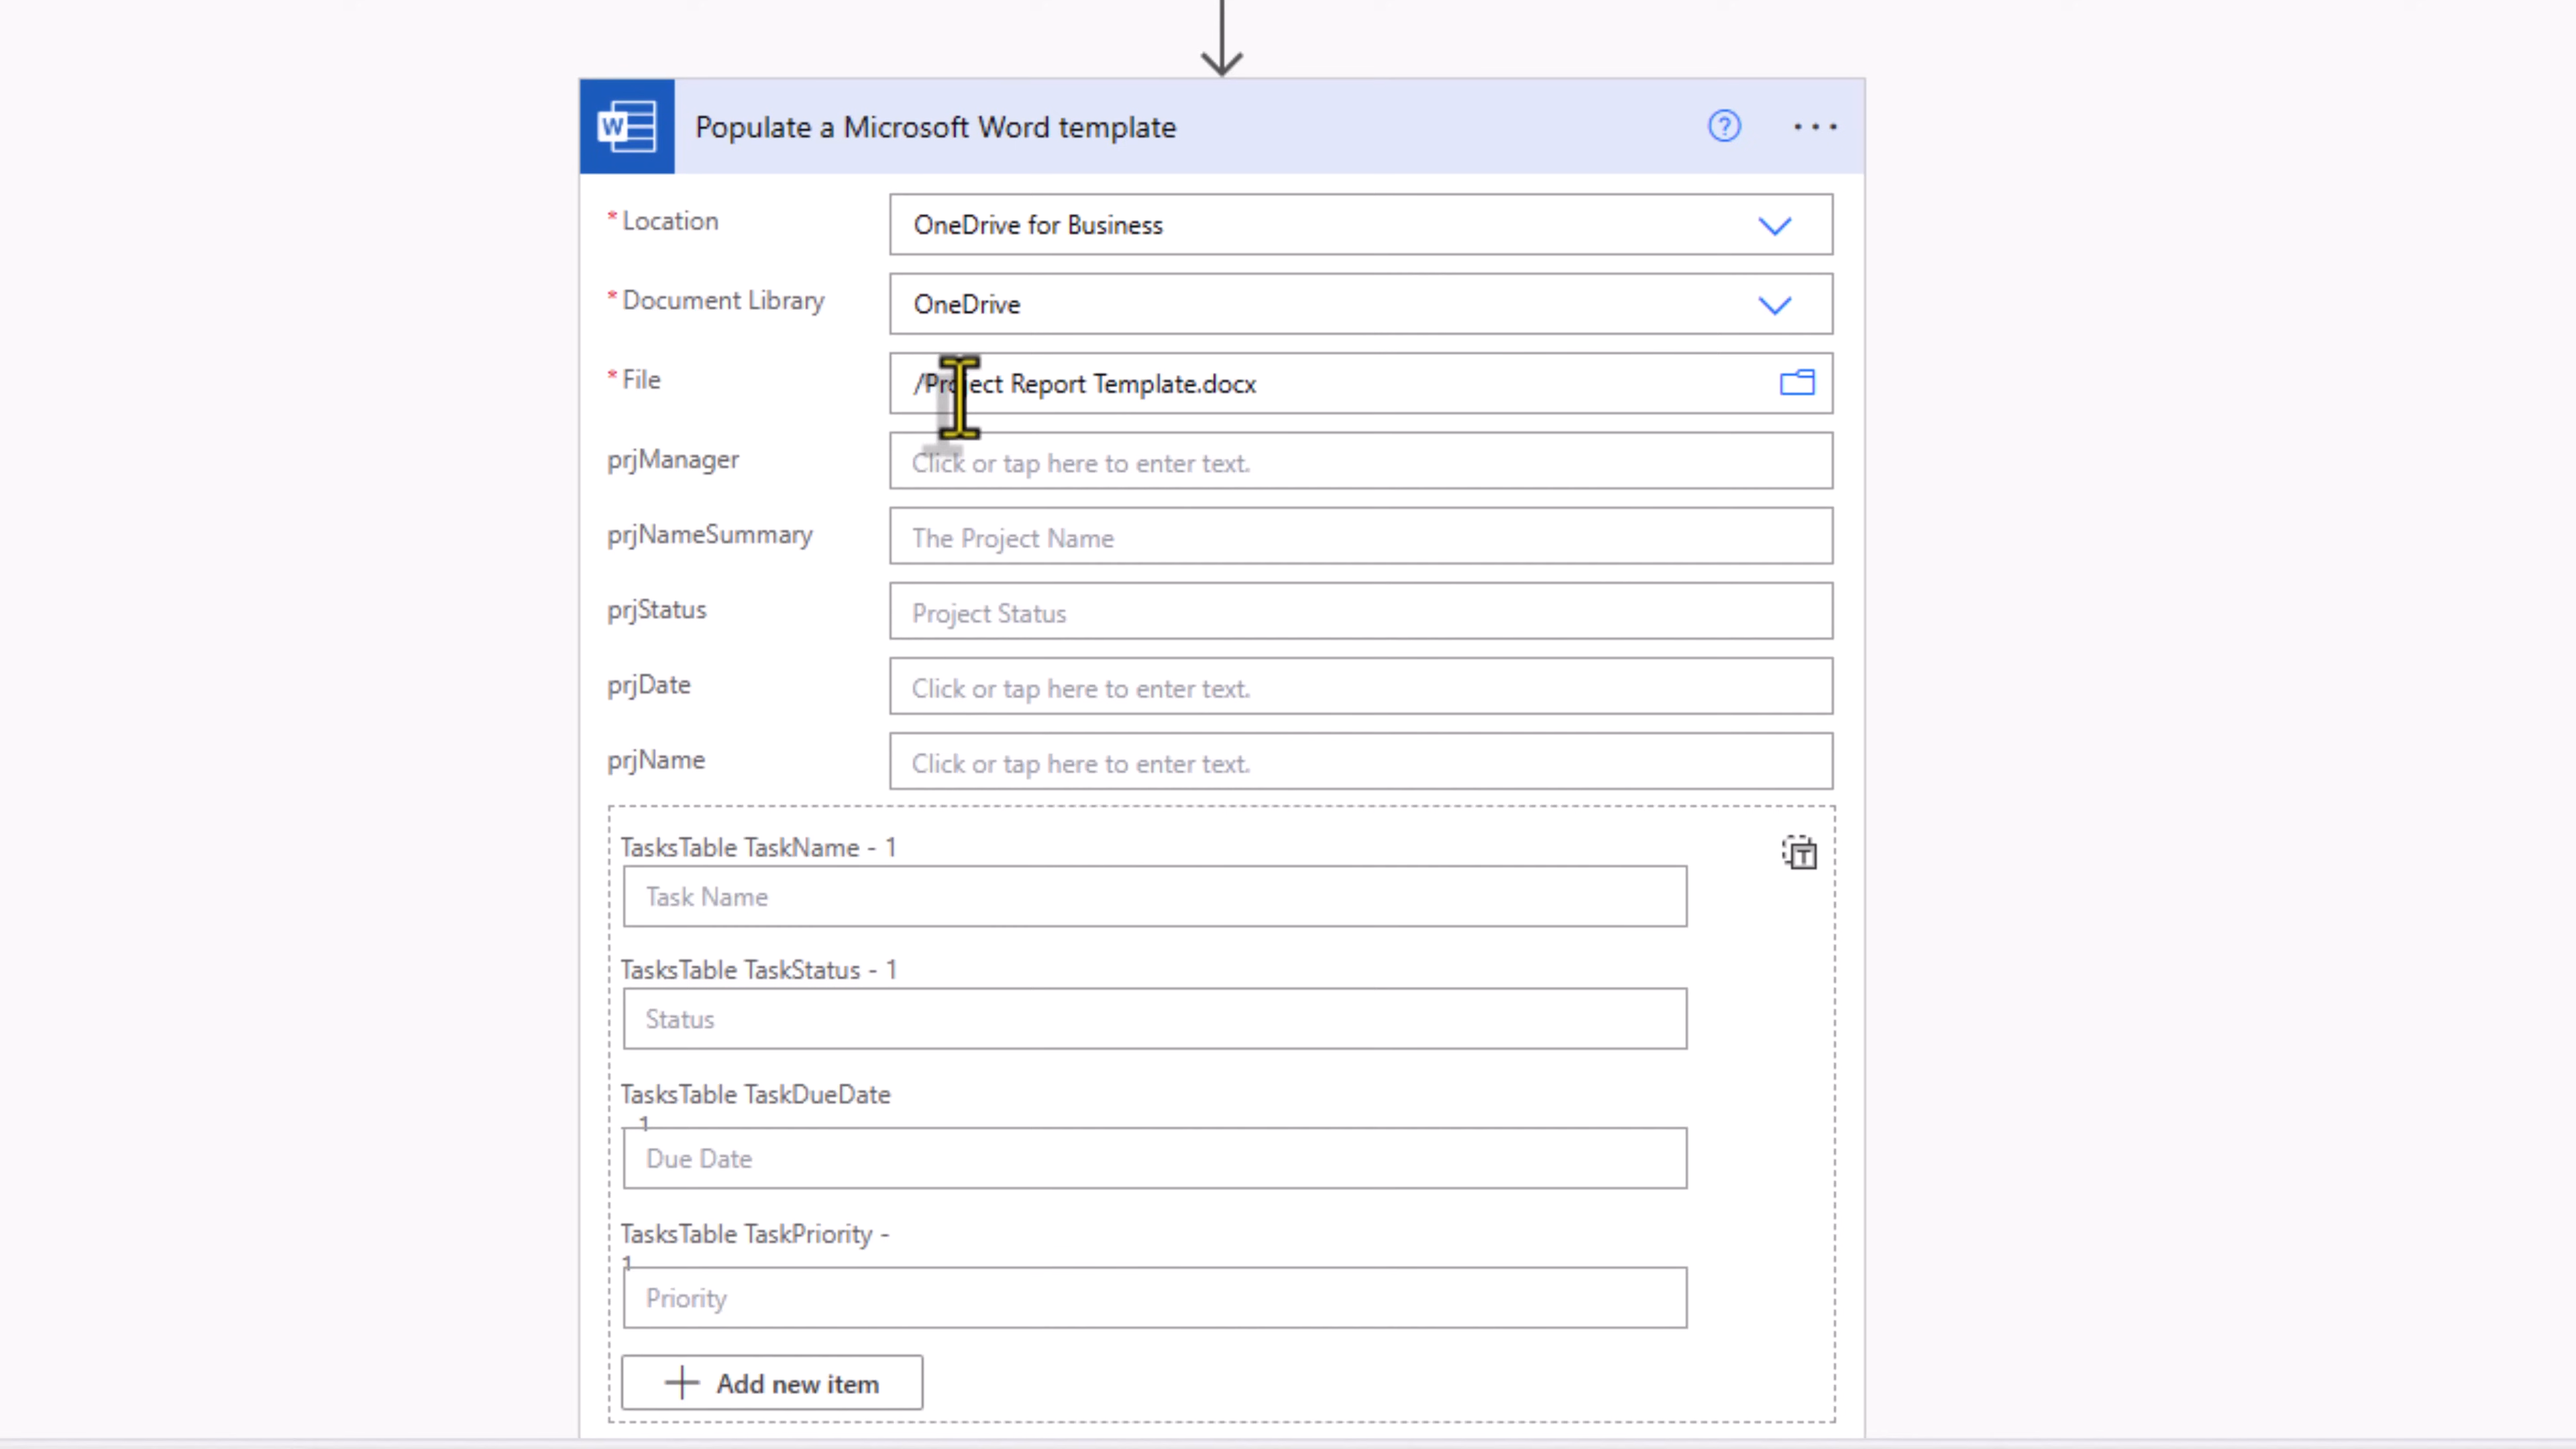 W
Populate a Microsoft Word template
?
* Location
OneDrive for Business
* Document Library
OneDrive
* File
/Project Report Template.docx
prjManager
Click or tap here to enter text.
prjNameSummary
The Project Name
prjStatus
Project Status
prjDate
Click or tap here to enter text.
prjName
Click or tap here to enter text.
TasksTable TaskName - 1
T
Task Name
TasksTable TaskStatus - 1
Status
TasksTable TaskDueDate
- 1
Due Date
TasksTable TaskPriority -
1
Priority
Add new item